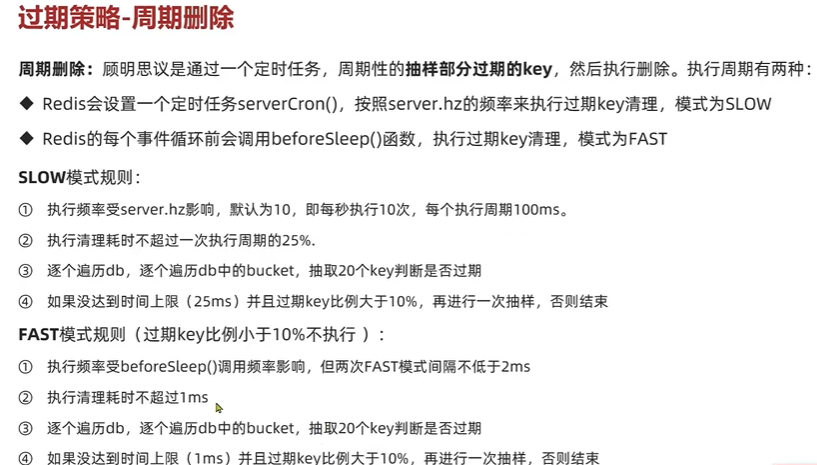 过期策略-周期删除
周期删除：顾明思议是通过一个定时任务，周期性的抽样部分过期的key，然后执行删除。执行周期有两种：
◆ Redis会设置一个定时任务serverCron()，按照server.hz的频率来执行过期key清理，模式为SLOW
◆ Redis的每个事件循环前会调用beforeSleep()函数，执行过期key清理，模式为FAST
SLOW模式规则：
① 执行频率受server.hz影响，默认为10，即每秒执行10次，每个执行周期100ms。
② 执行清理耗时不超过一次执行周期的25%.
③ 逐个遍历db，逐个遍历db中的bucket，抽取20个key判断是否过期
④ 如果没达到时间上限（25ms）并且过期key比例大于10%，再进行一次抽样，否则结束
FAST模式规则（过期key比例小于10%不执行 ）：
① 执行频率受beforeSleep()调用频率影响，但两次FAST模式间隔不低于2ms
② 执行清理耗时不超过1ms
③ 逐个遍历db，逐个遍历db中的bucket，抽取20个key判断是否过期
④ 如果没达到时间上限（1ms）并且过期key比例大于10%，再进行一次抽样，否则结束